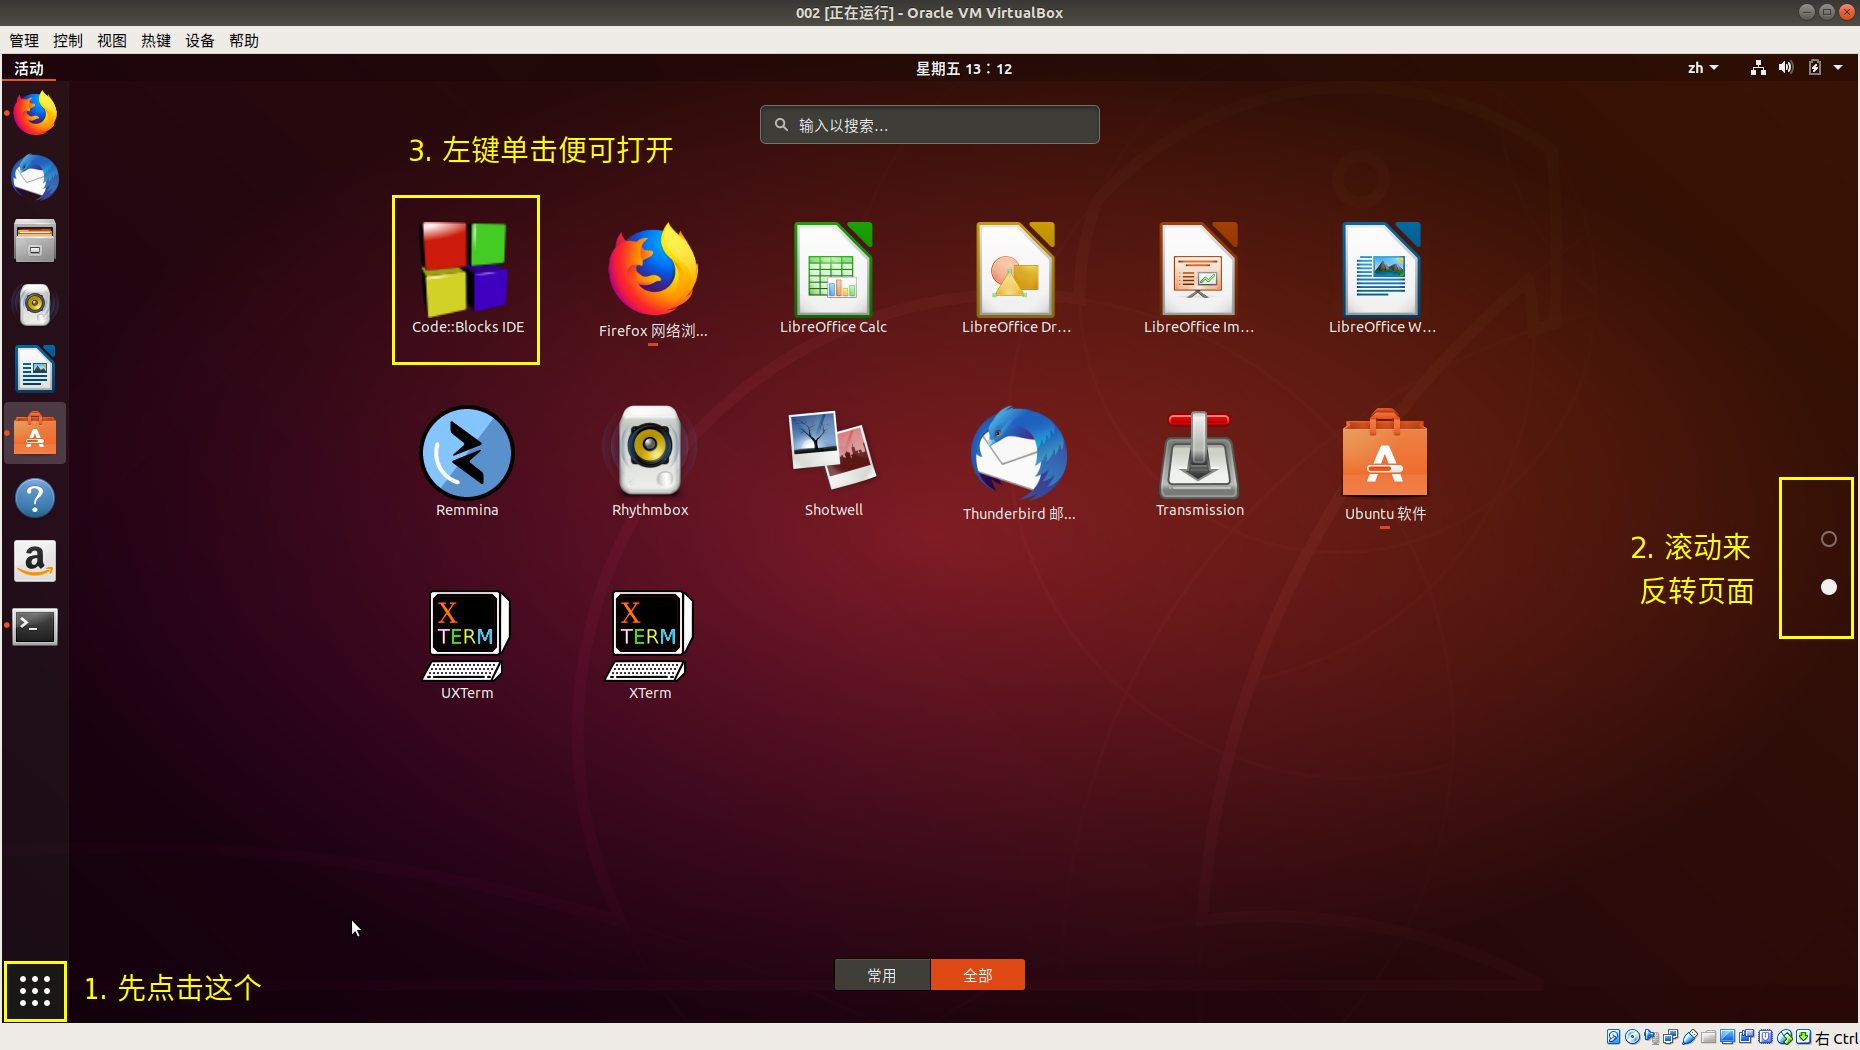 002 [正在运行] - Oracle VM VirtualBox
管理 控制 视图 热键 设备 帮助
活动
星期五 13：12
zh
输入以搜索...
3. 左键单击便可打开
Code::Blocks IDE
Firefox 网络浏...
LibreOffice Calc
LibreOffice Dr...
LibreOffice Im...
LibreOffice W...
Remmina
Rhythmbox
Shotwell
Thunderbird 邮...
Transmission
Ubuntu 软件
2. 滚动来
反转页面
X
TERM
UXTerm
X
TERM
XTerm
1. 先点击这个
常用
全部
右 Ctrl